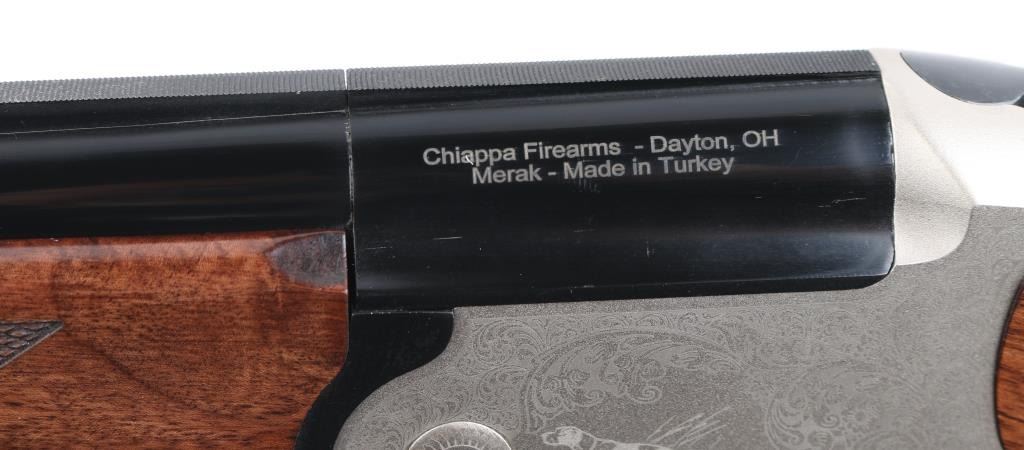 Chiappa Firearms - Dayton, OH
Merak - Made in Turkey